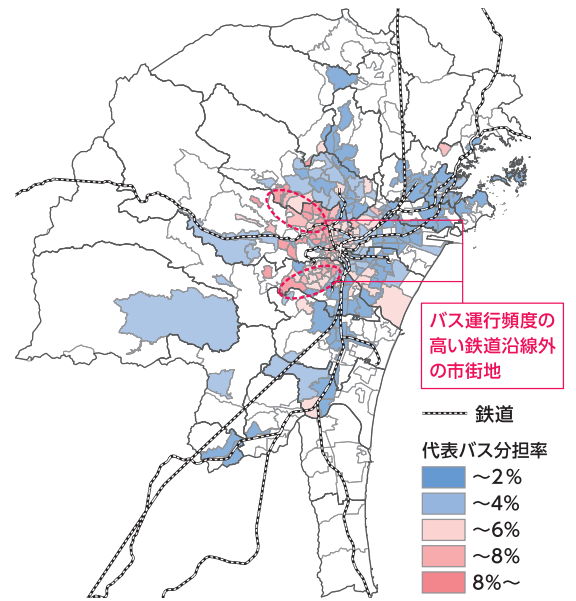 バス運行頻度の
高い鉄道沿線外
の市街地
鉄道
代表バス分担率
～2%
～4%
～6%
～8%
8%～